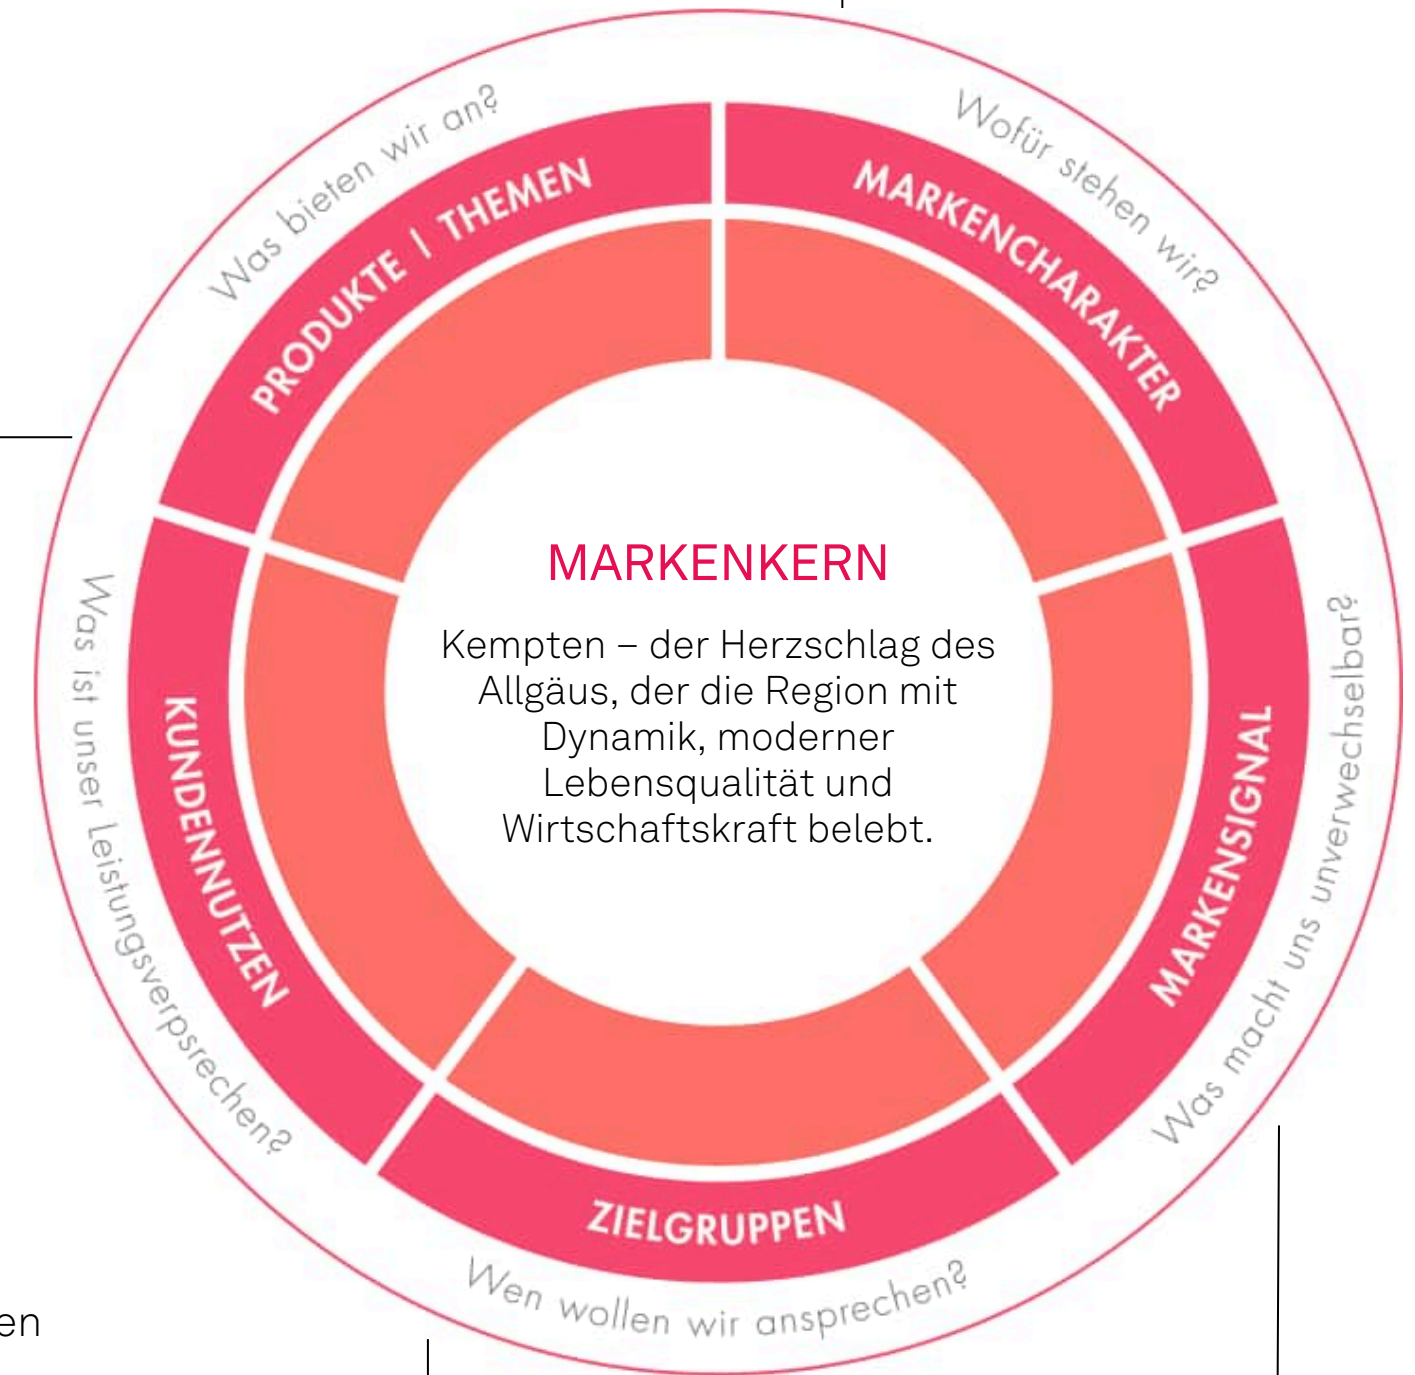 Was bieten wir an?
PRODUKTE | THEMEN
Wofür stehen wir?
MARKENCHARAKTER
MARKENKERN
Kempten – der Herzschlag des
Allgäus, der die Region mit
Dynamik, moderner
Lebensqualität und
Wirtschaftskraft belebt.
Was ist unser Leistungsverpsrechen?
KUNDENNUTZEN
MARKENSIGNAL
Was macht uns unverwechselbar?
ZIELGRUPPEN
Wen wollen wir ansprechen?
en